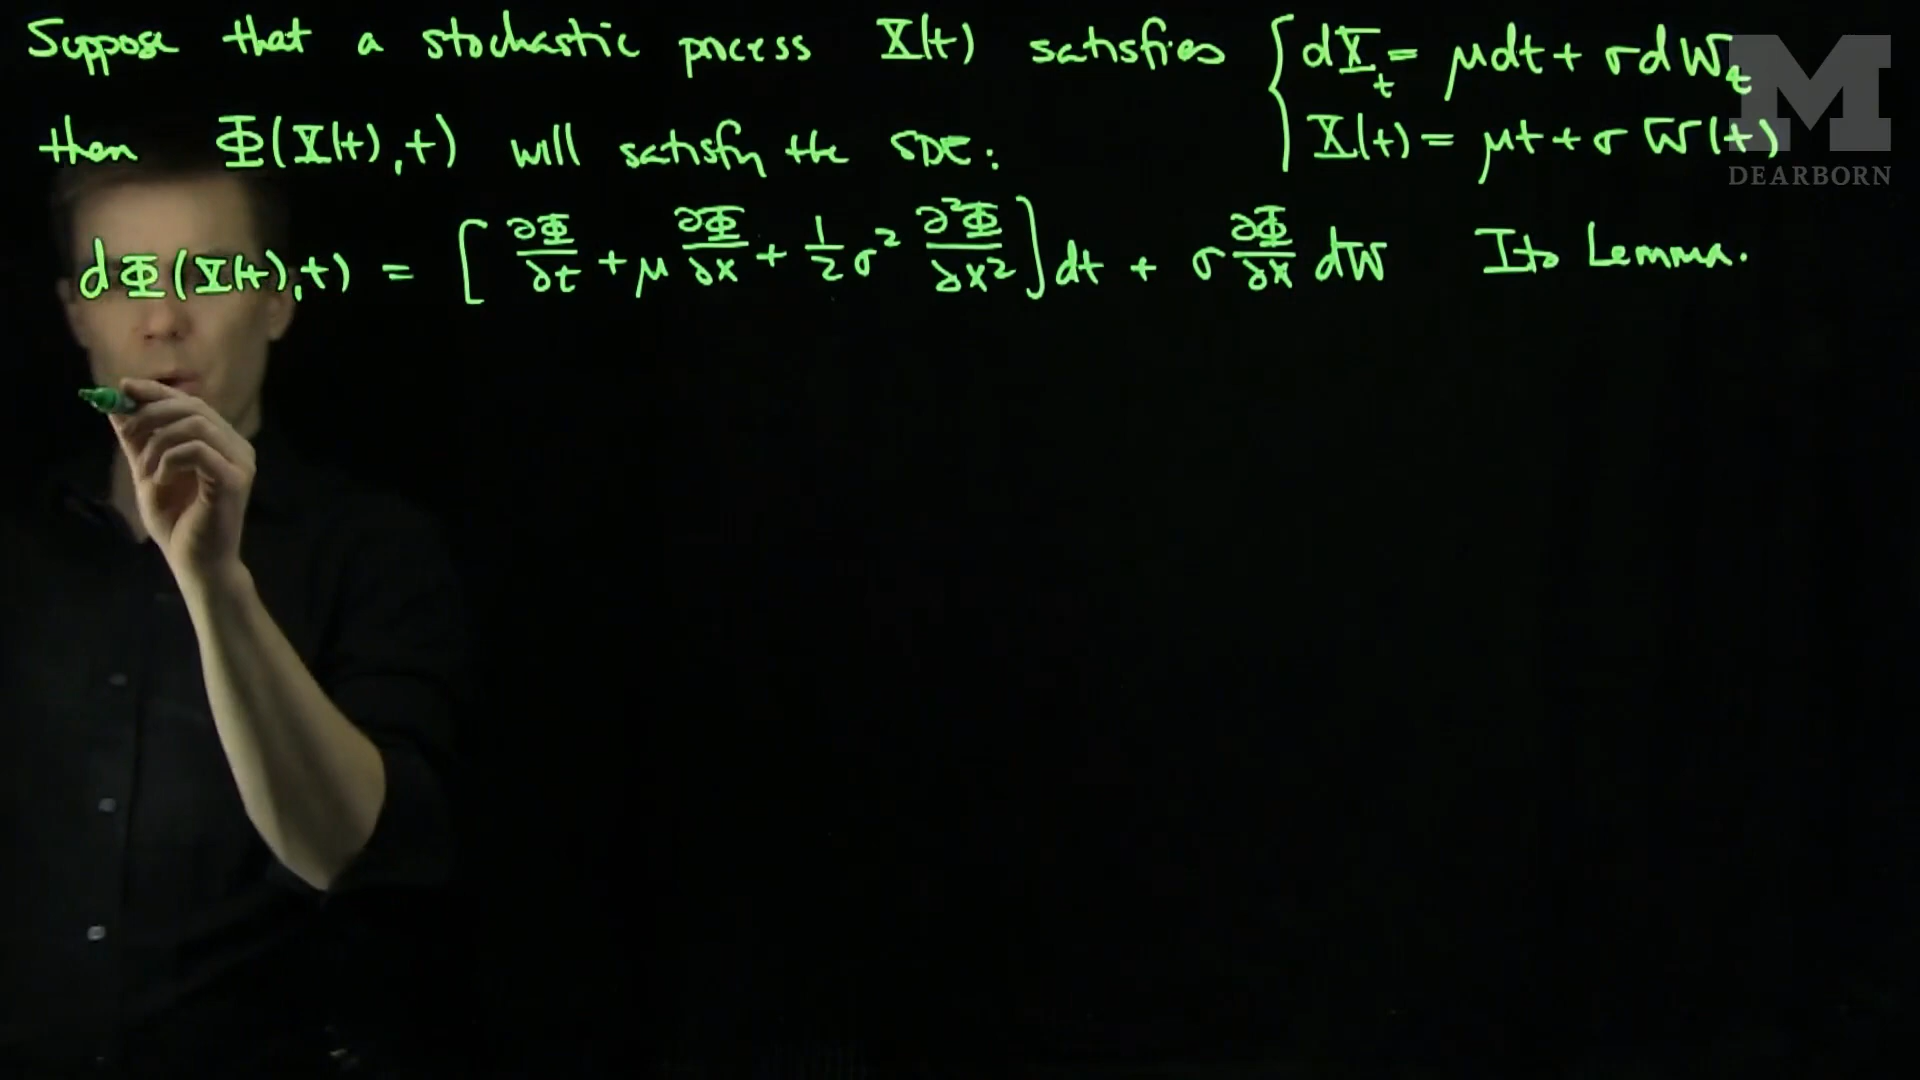 Suppose that a stochastic process X(t) satisfies { dX_t = μdt + σdW_t
then Φ(X(t),t) will satisfy the SDE: X(t) = μt + σW(t)
dΦ(X(t),t) = [∂Φ/∂t + μ ∂Φ/∂x + 1/2 σ² ∂²Φ/∂x²]dt + σ ∂Φ/∂x dW Ito Lemma.
M
DEARBORN